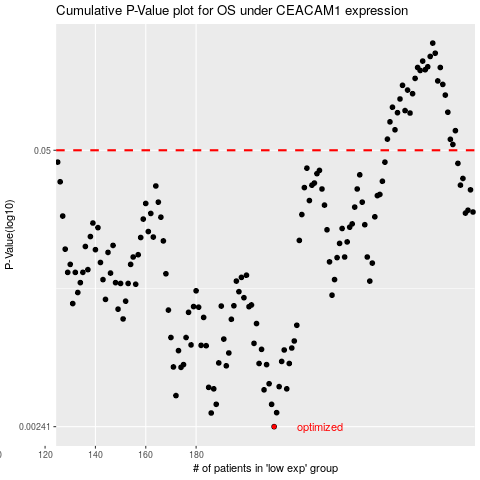 Cumulative P-Value plot for OS under CEACAM1 expression
P-Value(log10)
0.05
0.00241
optimized
0
120
140
160
180
# of patients in 'low exp' group